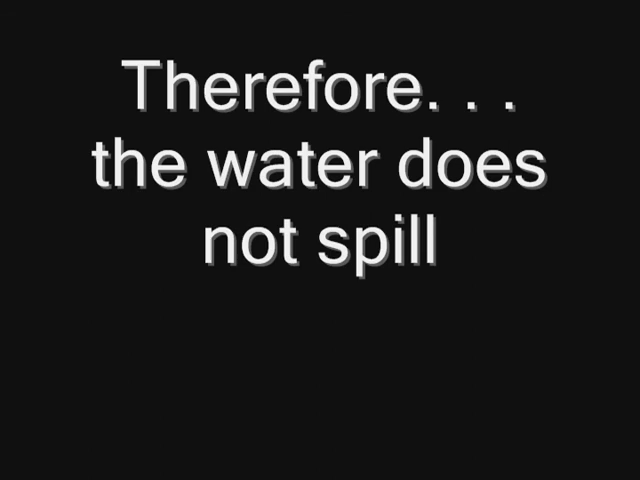 Therefore. . .
the water does
not spill